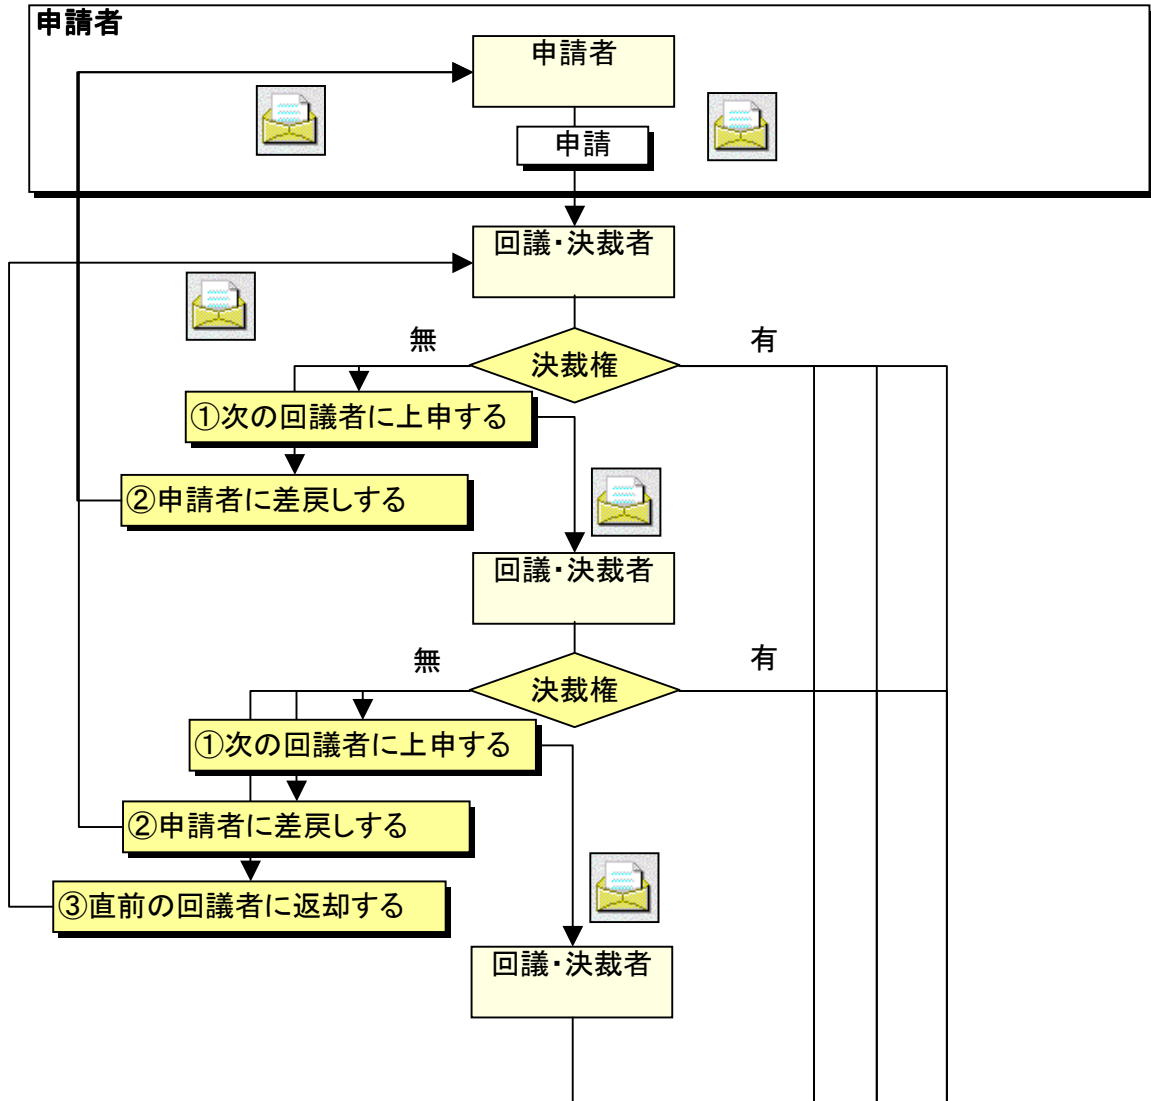 申請者
申請者
申請
回議・決裁者
無
有
決裁権
①次の回議者に上申する
②申請者に差戻しする
回議・決裁者
無
有
決裁権
①次の回議者に上申する
②申請者に差戻しする
③直前の回議者に返却する
回議・決裁者